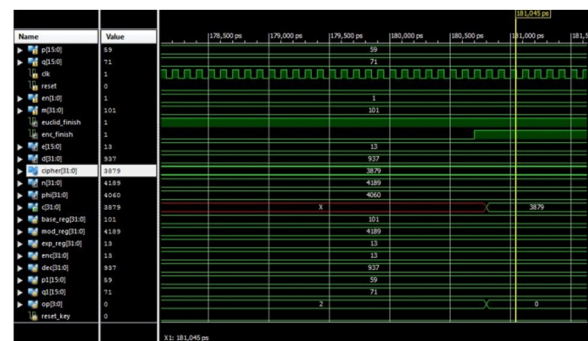 181,045 ps
Name Value 178,500 ps 179,000 ps 179,500 ps 180,000 ps 180,500 ps 181,000 ps 181,5
p[15:0] 59 59
q[15:0] 71 71
clk 1
reset 0
en[1:0] 1 1
m[31:0] 101 101
euclid_finish 1
enc_finish 1
e[15:0] 13 13
d[31:0] 937 937
cipher[31:0] 3879 3879
n[31:0] 4189 4189
phi[31:0] 4060 4060
c[31:0] 3879 X 3879
base_reg[31:0] 101 101
mod_reg[31:0] 4189 4189
exp_reg[31:0] 13 13
enc[31:0] 13 13
dec[31:0] 937 937
p1[15:0] 59 59
q1[15:0] 71 71
op[3:0] 0 2 0
reset_key 0
X1: 181,045 ps